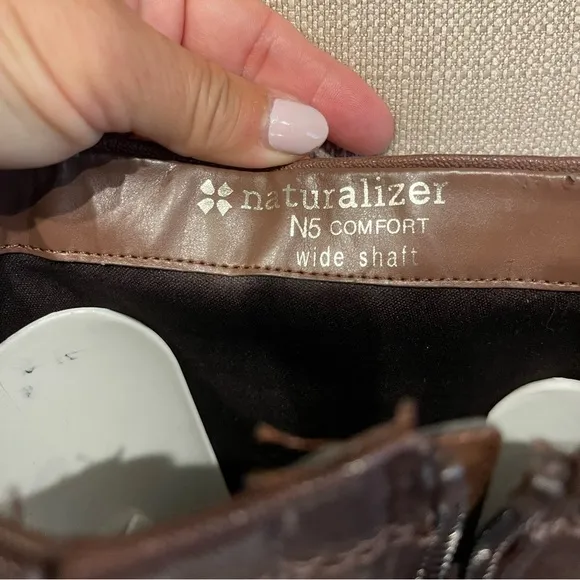 naturalizer
N5 COMFORT
wide shaft